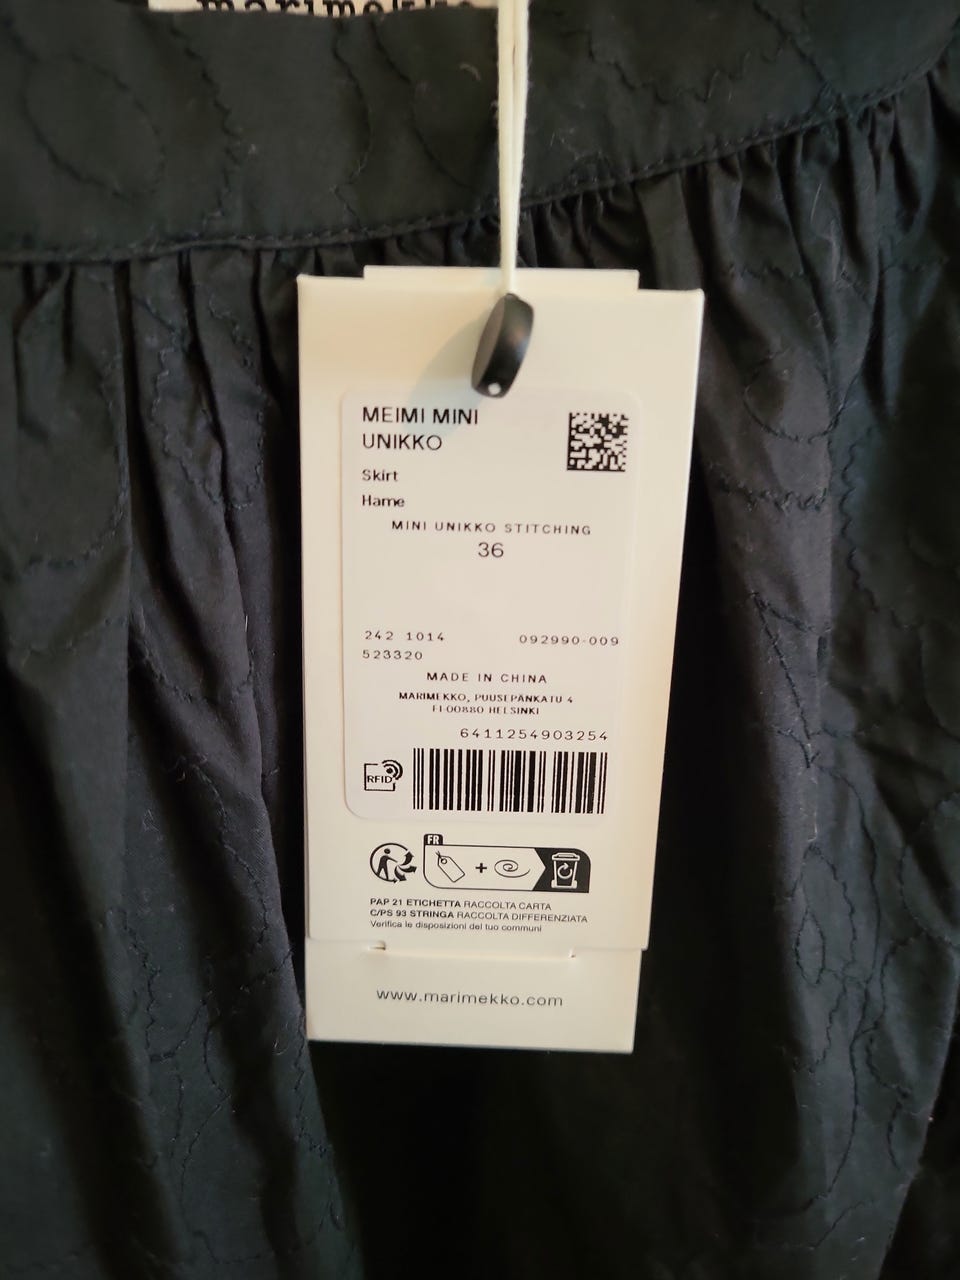 marimekko
MEIMI MINI
UNIKKO
Skirt
Hame
MINI UNIKKO STITCHING
36
242 1014 092990-009
523320
MADE IN CHINA
MARIMEKKO, PUUSEPÄNKATU 4
FI-00880 HELSINKI
6411254903254
RFID
FR
PAP 21 ETICHETTA RACCOLTA CARTA
C/PS 93 STRINGA RACCOLTA DIFFERENZIATA
Verifica le disposizioni del tuo communi
www.marimekko.com